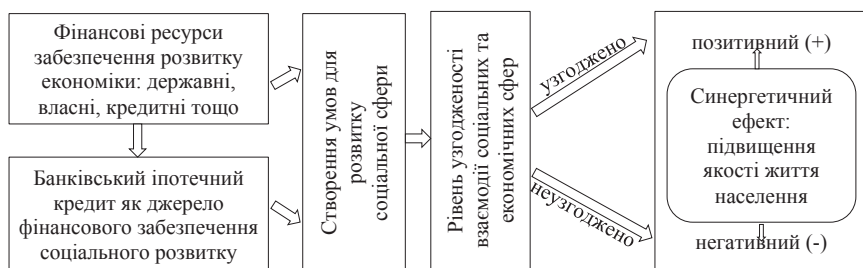 Фінансові ресурси
забезпечення розвитку
економіки: державні,
власні, кредитні тощо
Банківський іпотечний
кредит як джерело
фінансового забезпечення
соціального розвитку
Створення умов для
розвитку
соціальної сфери
Рівень узгодженості
взаємодії соціальних та
економічних сфер
узгоджено
неузгоджено
позитивний (+)
Синергетичний
ефект:
підвищення
якості життя
населення
негативний (-)